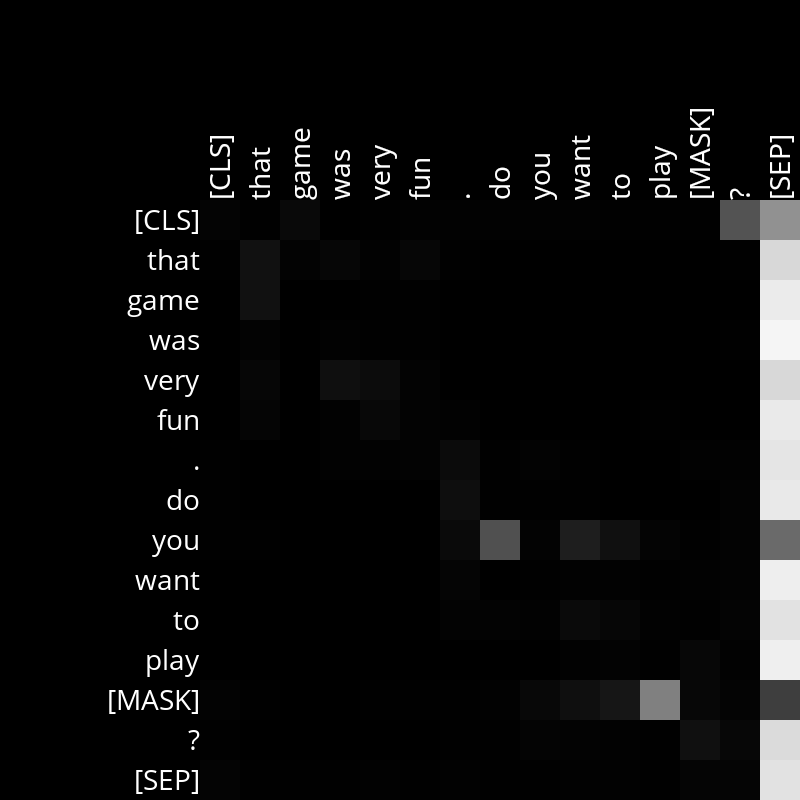 [CLS] that game was very fun . do you want to play [MASK] ? [SEP]
[CLS]
that
game
was
very
fun
.
do
you
want
to
play
[MASK]
?
[SEP]